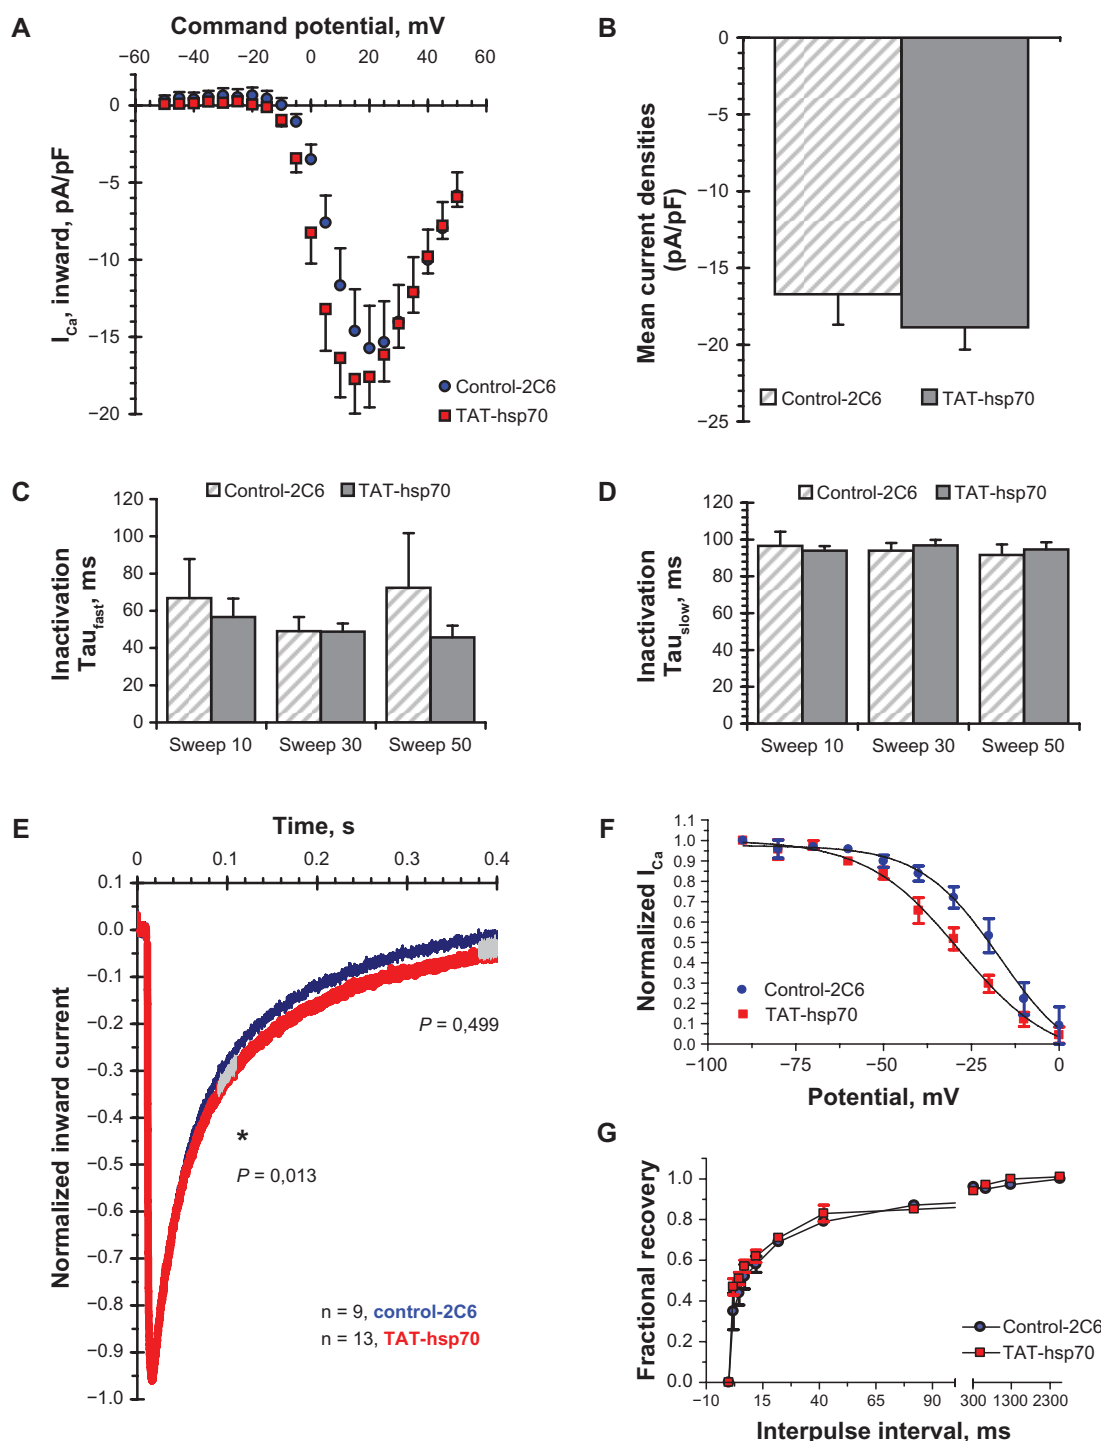 A
Command potential, mV
−60 −40 −20 0 20 40 60
0
−5
−10
−15
−20
I_Ca, inward, pA/pF
Control-2C6
TAT-hsp70
B
0
−5
−10
−15
−20
−25
Mean current densities
(pA/pF)
Control-2C6 TAT-hsp70
C
Control-2C6 TAT-hsp70
120
100
80
60
40
20
0
Inactivation
Tau_fast, ms
Sweep 10 Sweep 30 Sweep 50
D
Control-2C6 TAT-hsp70
120
100
80
60
40
20
0
Inactivation
Tau_slow, ms
Sweep 10 Sweep 30 Sweep 50
E
Time, s
0 0.1 0.2 0.3 0.4
0.1
0.0
−0.1
−0.2
−0.3
−0.4
−0.5
−0.6
−0.7
−0.8
−0.9
−1.0
Normalized inward current
P = 0,499
*
P = 0,013
n = 9, control-2C6
n = 13, TAT-hsp70
F
1.1
1.0
0.9
0.8
0.7
0.6
0.5
0.4
0.3
0.2
0.1
0.0
Normalized I_Ca
Control-2C6
TAT-hsp70
−100 −75 −50 −25 0
Potential, mV
G
1.0
0.8
0.6
0.4
0.2
0.0
Fractional recovery
Control-2C6
TAT-hsp70
−10 15 40 65 90 300 1300 2300
Interpulse interval, ms